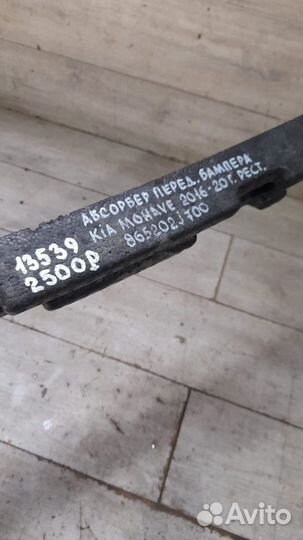 АБСОРБЕР ПЕРЕД. БАМПЕРА
KIA MOHAVE 2016-20Г. РЕСТ.
865202J700
13539
2500р
Avito